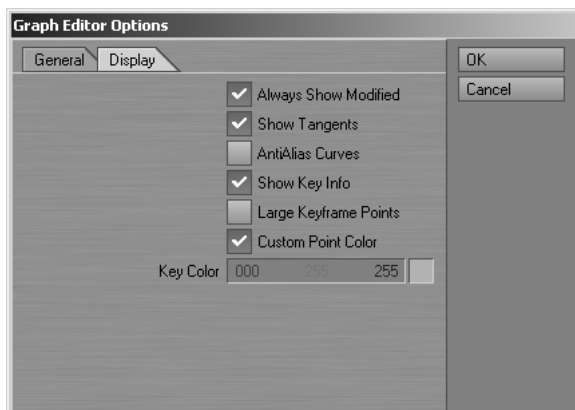 Graph Editor Options
General Display
OK
Cancel
Always Show Modified
Show Tangents
AntiAlias Curves
Show Key Info
Large Keyframe Points
Custom Point Color
Key Color 000 255 255